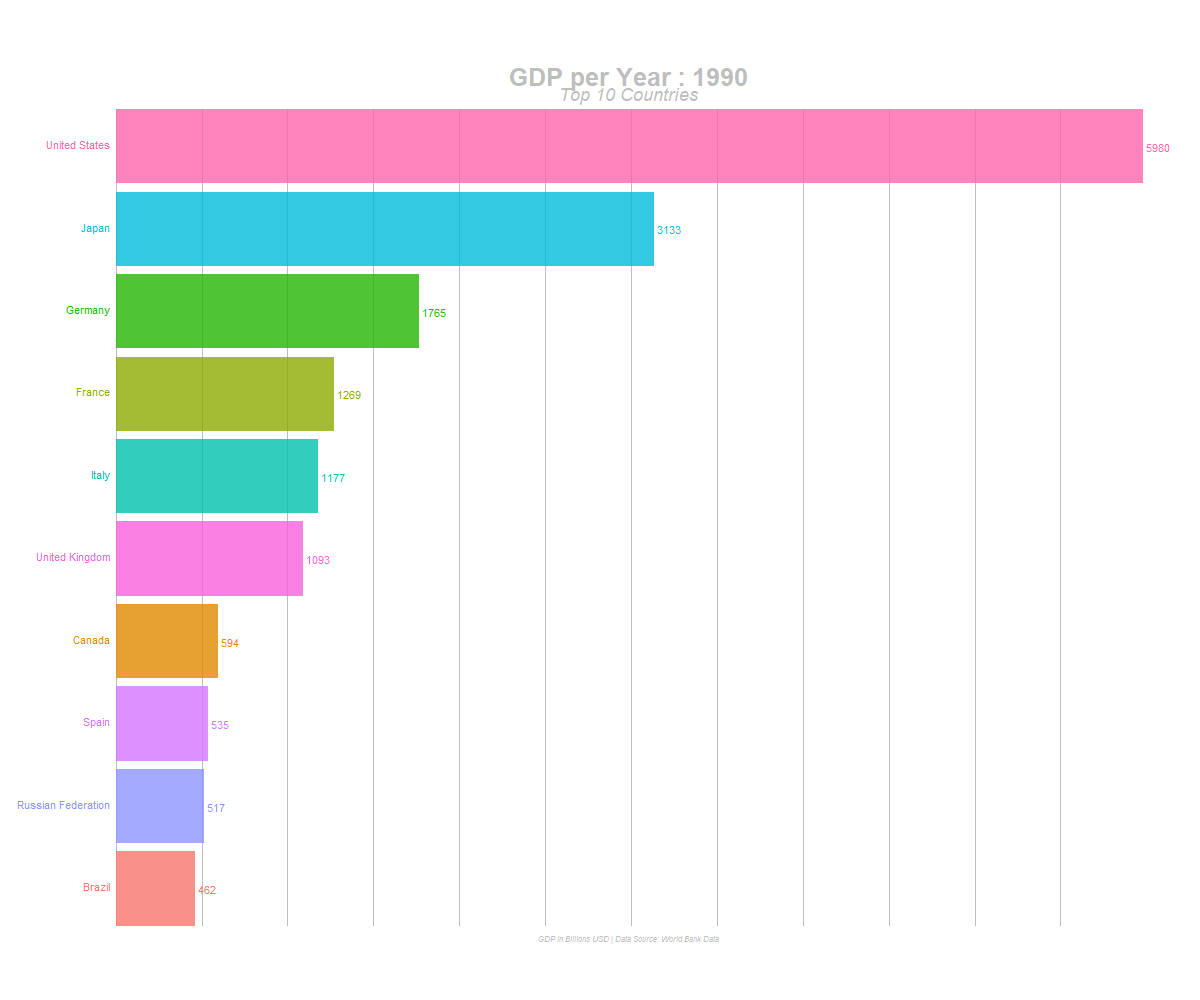 GDP per Year : 1990
Top 10 Countries
United States 5980
Japan 3133
Germany 1765
France 1269
Italy 1177
United Kingdom 1093
Canada 594
Spain 535
Russian Federation 517
Brazil 462
GDP in Billions USD | Data Source: World Bank Data